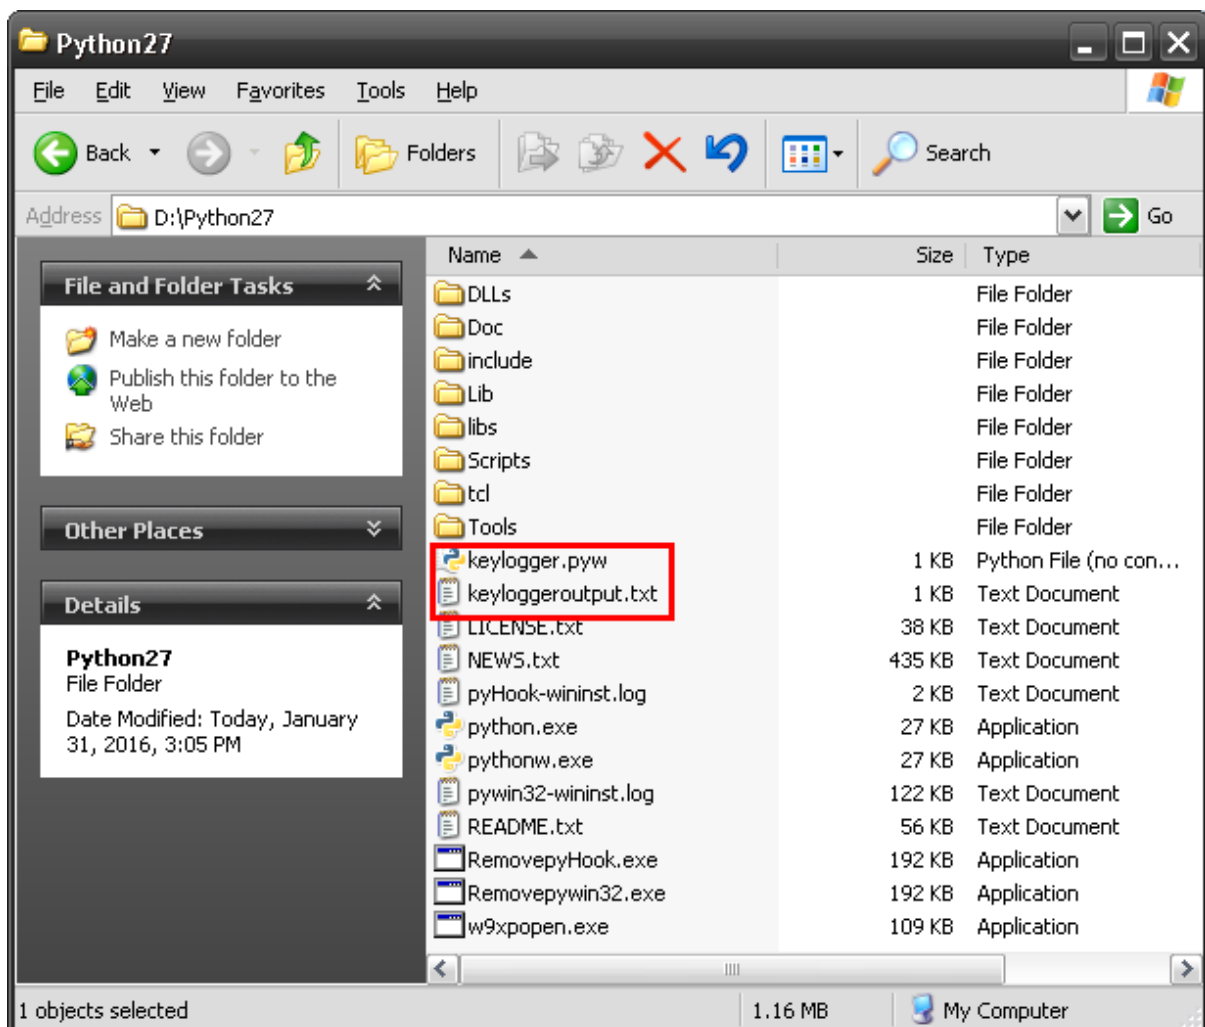 Python27
File Edit View Favorites Tools Help
Back Folders Search
Address D:\Python27 Go
File and Folder Tasks
Make a new folder
Publish this folder to the
Web
Share this folder
Other Places
Details
Python27
File Folder
Date Modified: Today, January
31, 2016, 3:05 PM
Name Size Type
DLLs File Folder
Doc File Folder
include File Folder
Lib File Folder
libs File Folder
Scripts File Folder
tcl File Folder
Tools File Folder
keylogger.pyw 1 KB Python File (no con...
keyloggeroutput.txt 1 KB Text Document
LICENSE.txt 38 KB Text Document
NEWS.txt 435 KB Text Document
pyHook-wininst.log 2 KB Text Document
python.exe 27 KB Application
pythonw.exe 27 KB Application
pywin32-wininst.log 122 KB Text Document
README.txt 56 KB Text Document
RemovepyHook.exe 192 KB Application
Removepywin32.exe 192 KB Application
w9xpopen.exe 109 KB Application
1 objects selected 1.16 MB My Computer